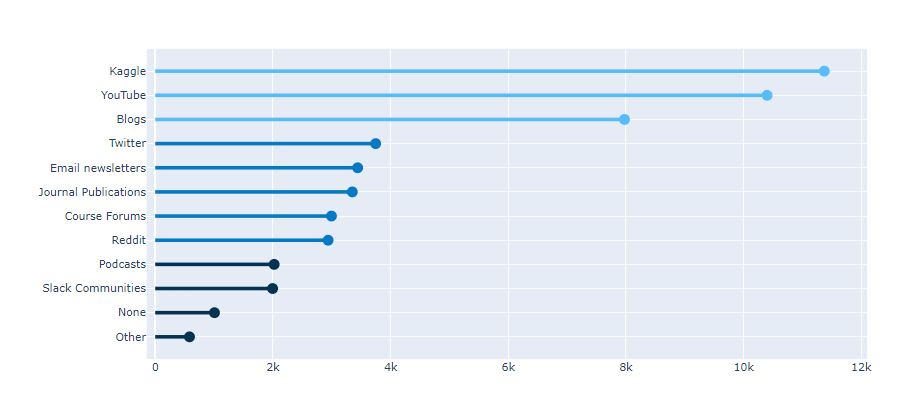 Kaggle
YouTube
Blogs
Twitter
Email newsletters
Journal Publications
Course Forums
Reddit
Podcasts
Slack Communities
None
Other
0 2k 4k 6k 8k 10k 12k